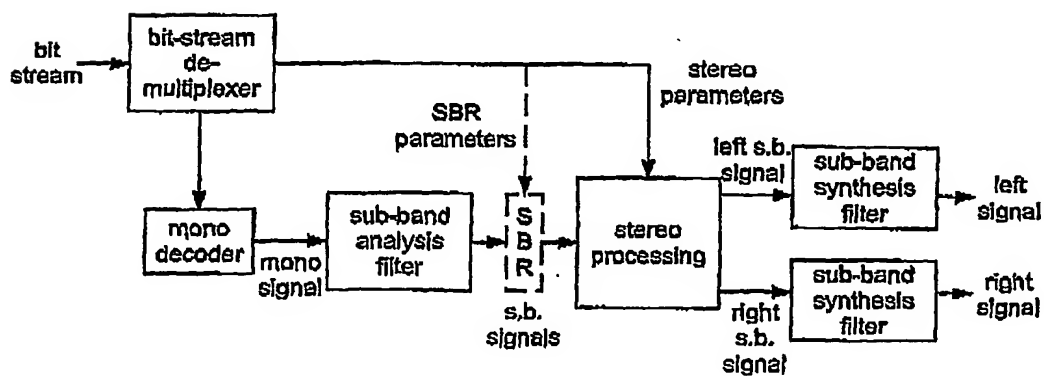 bit
stream
bit-stream
de-
multiplexer
stereo
parameters
SBR
parameters
left s.b.
signal
sub-band
synthesis
filter
left
signal
mono
decoder
mono
signal
sub-band
analysis
filter
S
B
R
s.b.
signals
stereo
processing
right
s.b.
signal
sub-band
synthesis
filter
right
signal